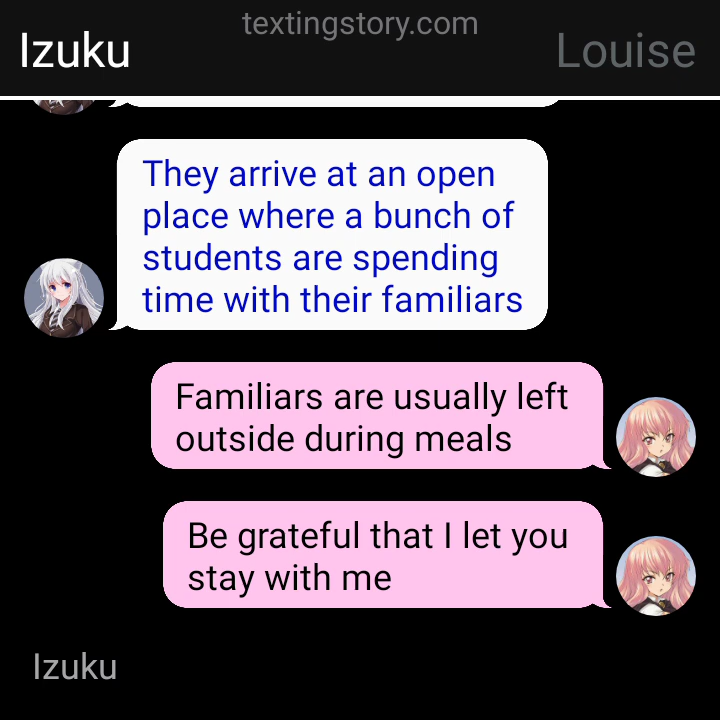 textingstory.com
Izuku
Louise
They arrive at an open
place where a bunch of
students are spending
time with their familiars
Familiars are usually left
outside during meals
Be grateful that I let you
stay with me
Izuku